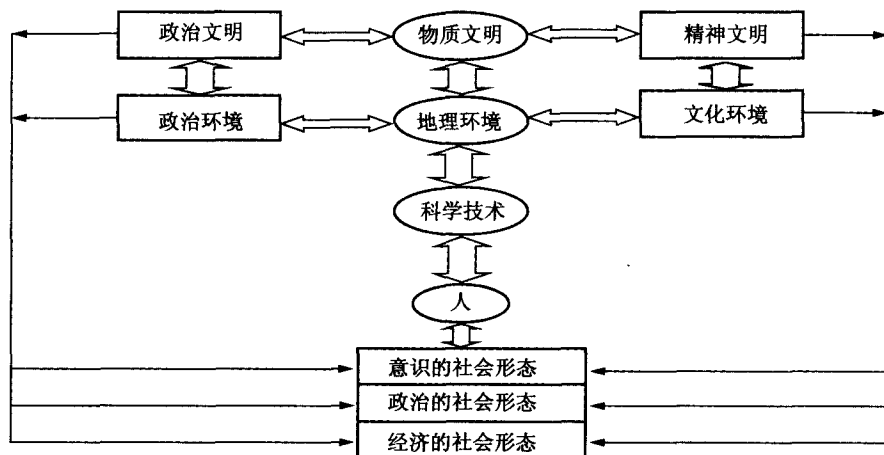 政治文明
物质文明
精神文明
政治环境
地理环境
文化环境
科学技术
人
意识的社会形态
政治的社会形态
经济的社会形态